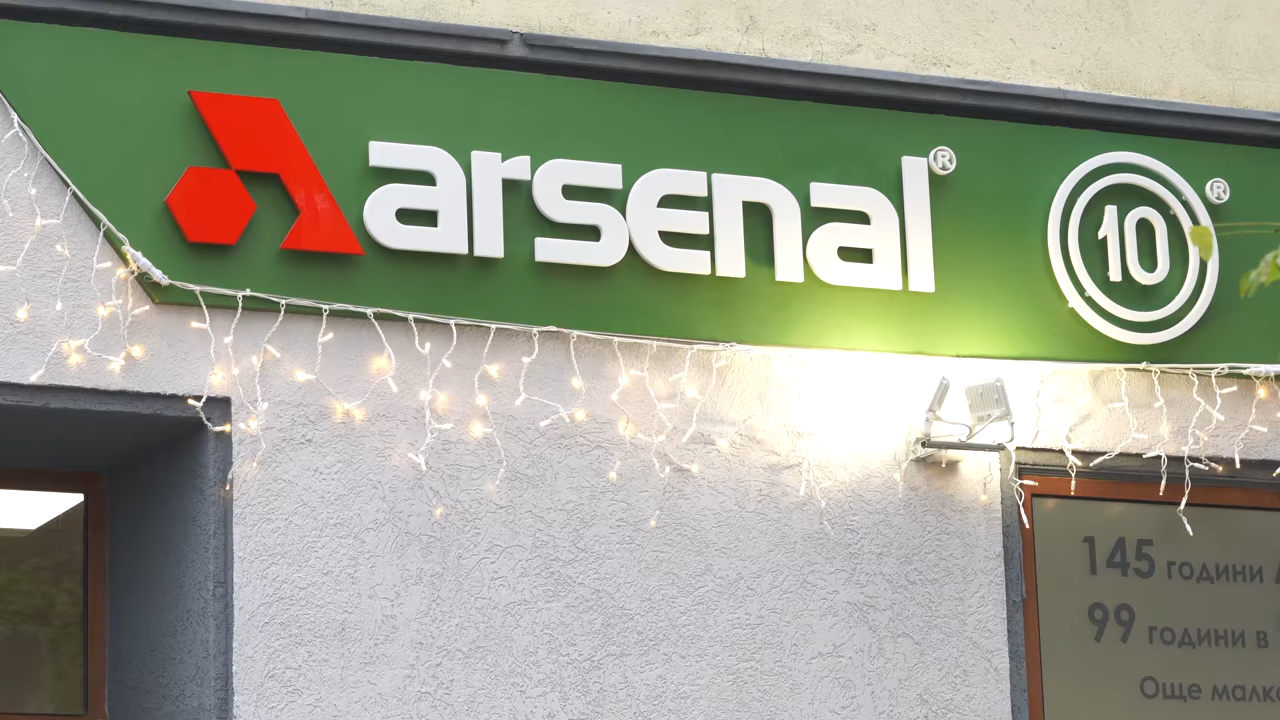 arsenal®
10®
145 години
99 години в
Още малко